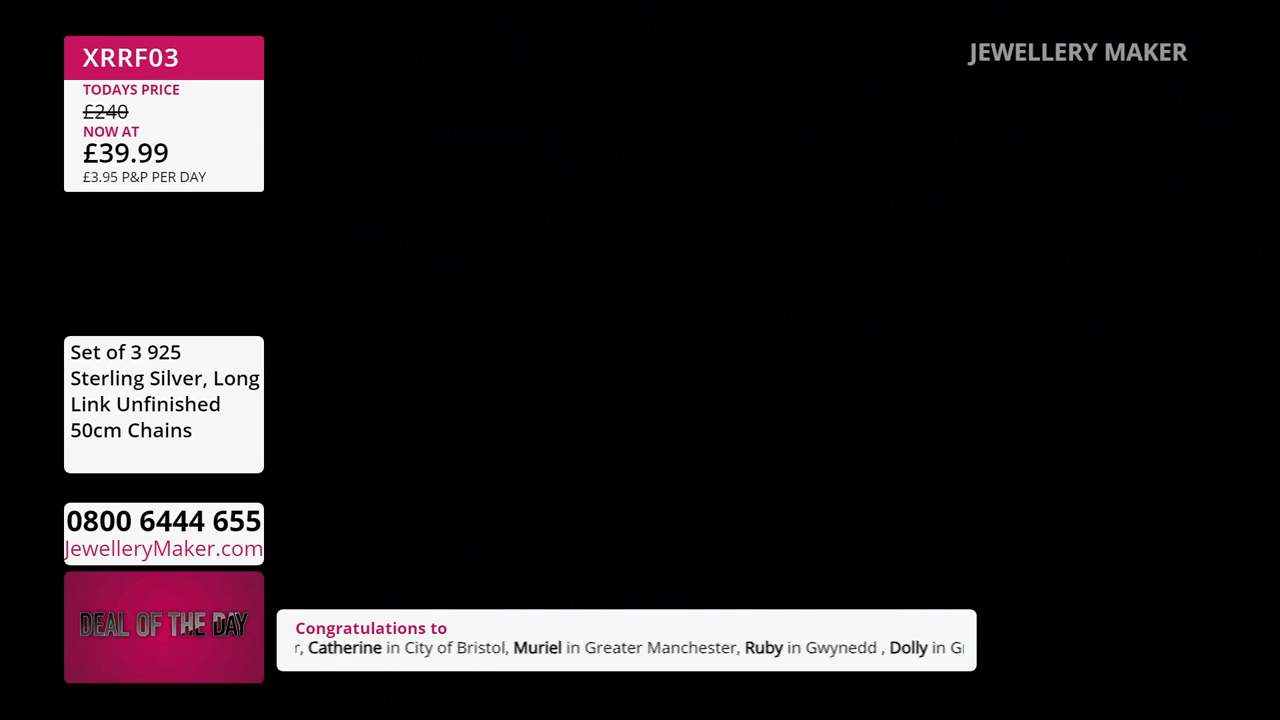 XRRF03
TODAYS PRICE
£240
NOW AT
£39.99
£3.95 P&P PER DAY
JEWELLERY MAKER
Set of 3 925
Sterling Silver, Long
Link Unfinished
50cm Chains
0800 6444 655
JewelleryMaker.com
DEAL OF THE DAY
Congratulations to
r, Catherine in City of Bristol, Muriel in Greater Manchester, Ruby in Gwynedd , Dolly in